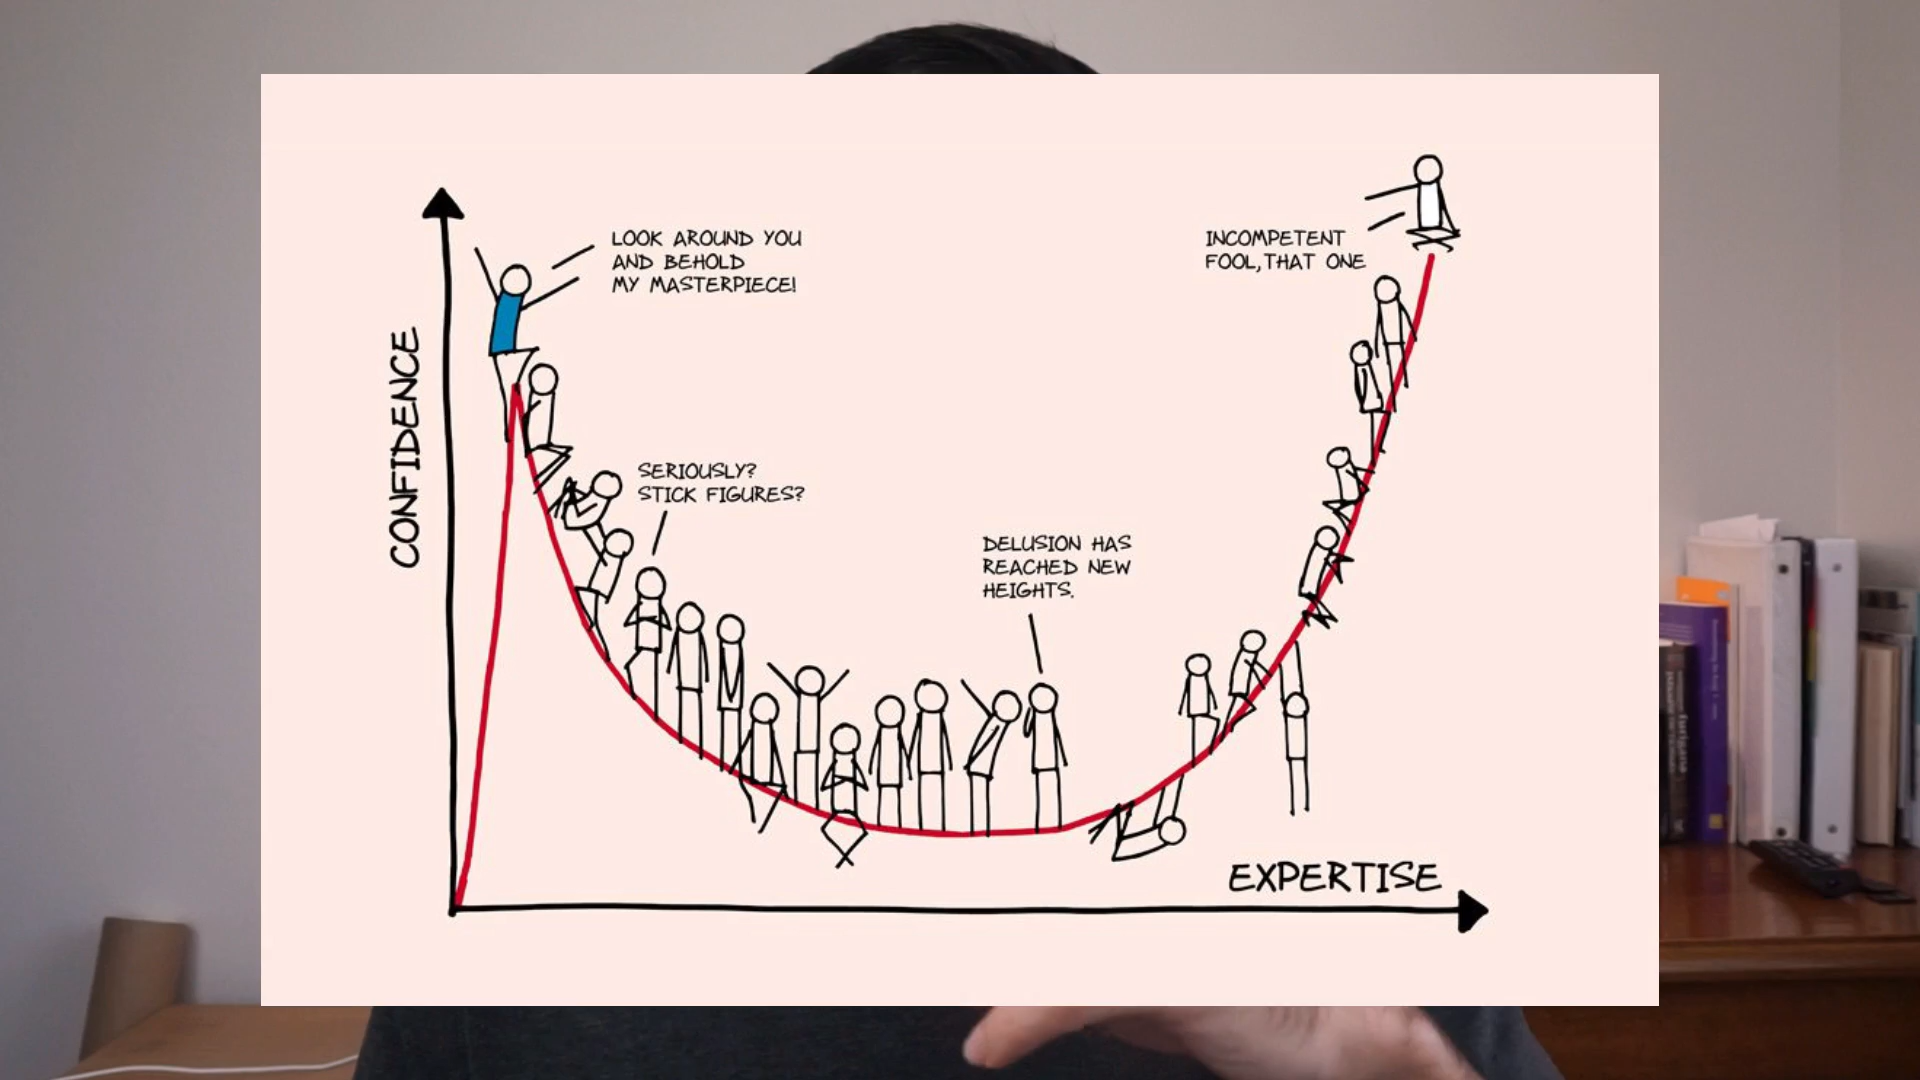 LOOK AROUND YOU
AND BEHOLD
MY MASTERPIECE!
INCOMPETENT
FOOL, THAT ONE
CONFIDENCE
SERIOUSLY?
STICK FIGURES?
DELUSION HAS
REACHED NEW
HEIGHTS.
EXPERTISE